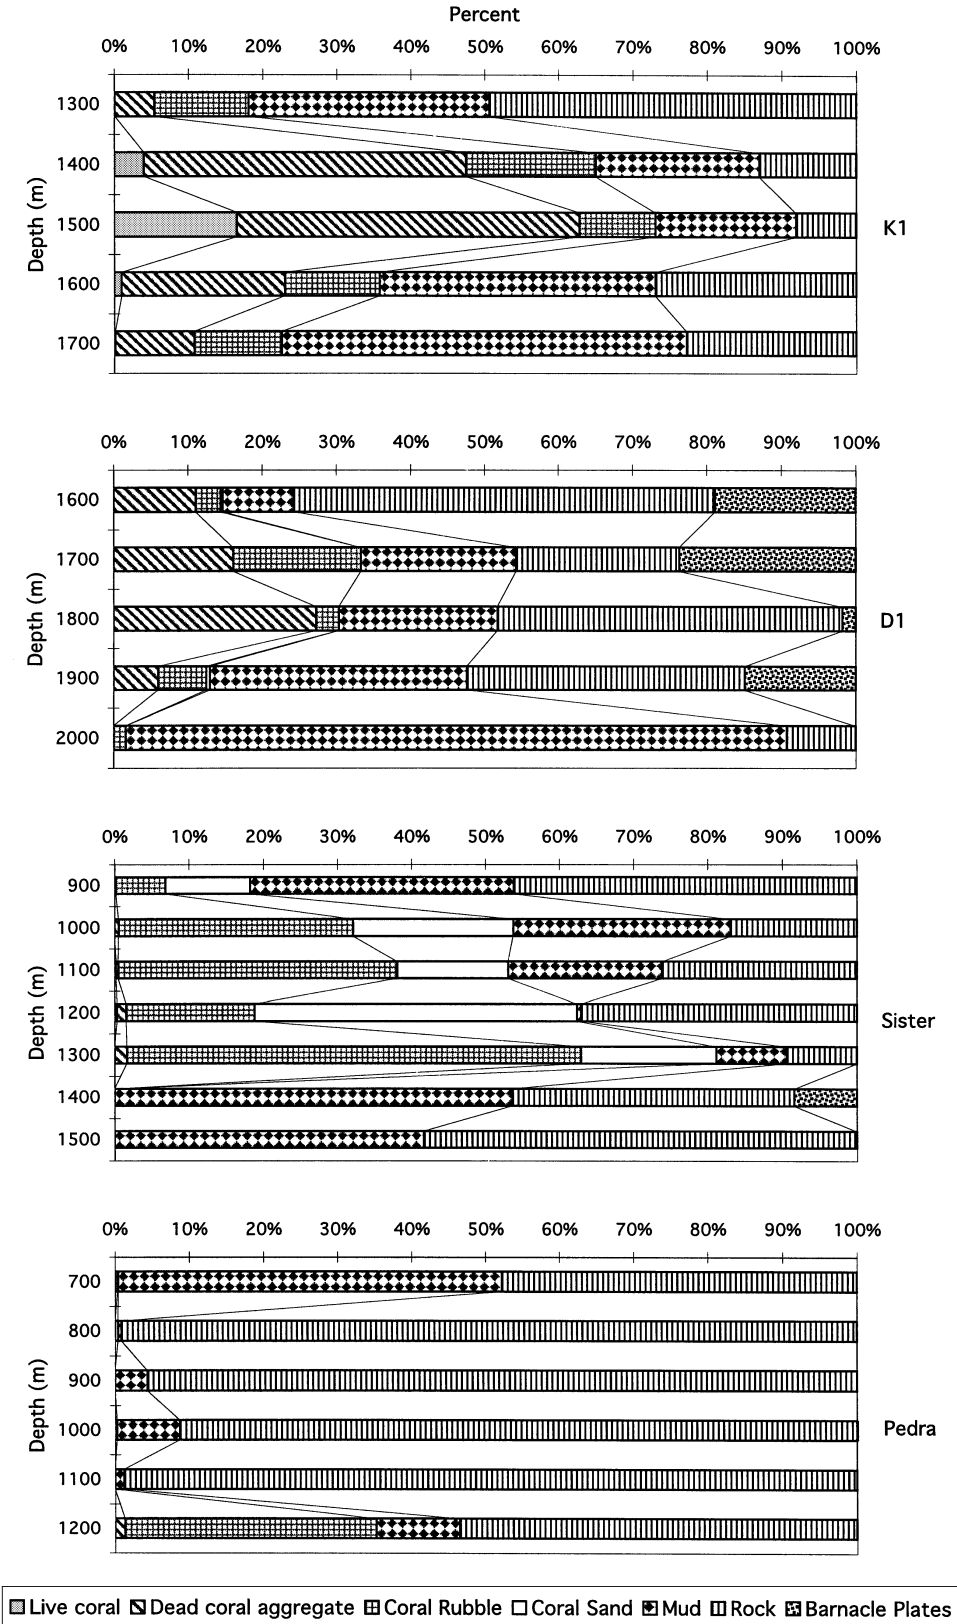 Percent
0% 10% 20% 30% 40% 50% 60% 70% 80% 90% 100%
1300
1400
1500
1600
1700
Depth (m)
K1
0% 10% 20% 30% 40% 50% 60% 70% 80% 90% 100%
1600
1700
1800
1900
2000
Depth (m)
D1
0% 10% 20% 30% 40% 50% 60% 70% 80% 90% 100%
900
1000
1100
1200
1300
1400
1500
Depth (m)
Sister
0% 10% 20% 30% 40% 50% 60% 70% 80% 90% 100%
700
800
900
1000
1100
1200
Depth (m)
Pedra
Live coral Dead coral aggregate Coral Rubble Coral Sand Mud Rock Barnacle Plates